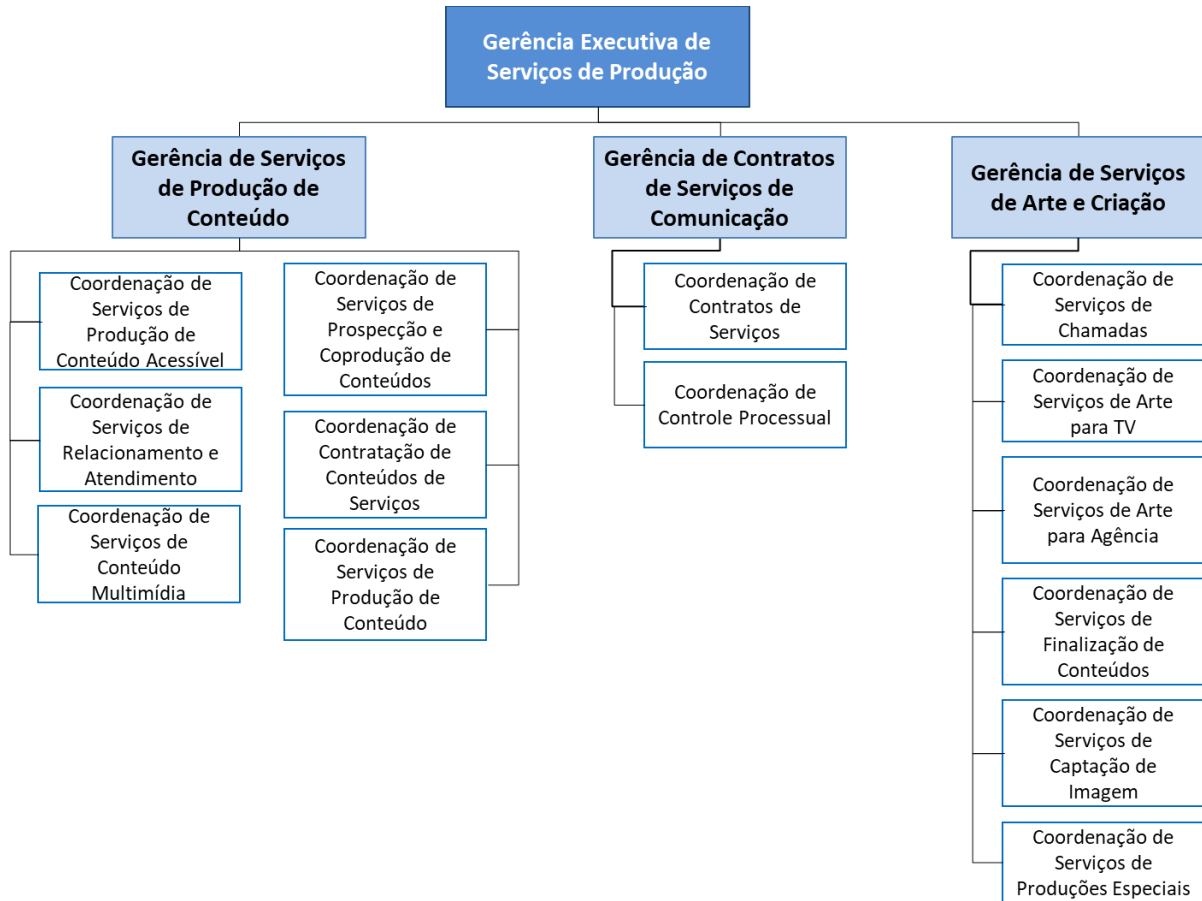 Gerência Executiva de
Serviços de Produção
Gerência de Serviços
de Produção de
Conteúdo
Gerência de Contratos
de Serviços de
Comunicação
Gerência de Serviços
de Arte e Criação
Coordenação de
Serviços de
Produção de
Conteúdo Acessível
Coordenação de
Serviços de
Relacionamento e
Atendimento
Coordenação de
Serviços de
Conteúdo
Multimídia
Coordenação de
Serviços de
Prospecção e
Coprodução de
Conteúdos
Coordenação de
Contratação de
Conteúdos de
Serviços
Coordenação de
Serviços de
Produção de
Conteúdo
Coordenação de
Contratos de
Serviços
Coordenação de
Controle Processual
Coordenação de
Serviços de
Chamadas
Coordenação de
Serviços de Arte
para TV
Coordenação de
Serviços de Arte
para Agência
Coordenação de
Serviços de
Finalização de
Conteúdos
Coordenação de
Serviços de
Captação de
Imagem
Coordenação de
Serviços de
Produções Especiais